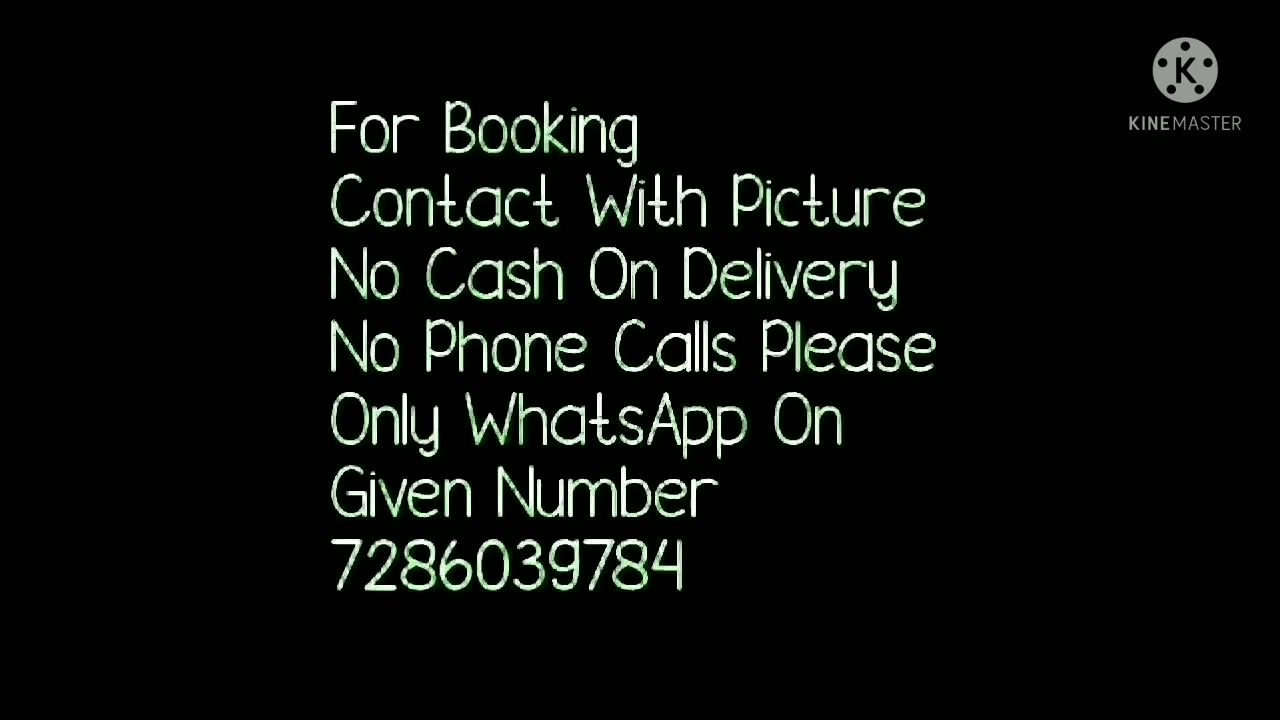 For Booking
Contact With Picture
No Cash On Delivery
No Phone Calls Please
Only WhatsApp On
Given Number
7286039784
K
KINEMASTER